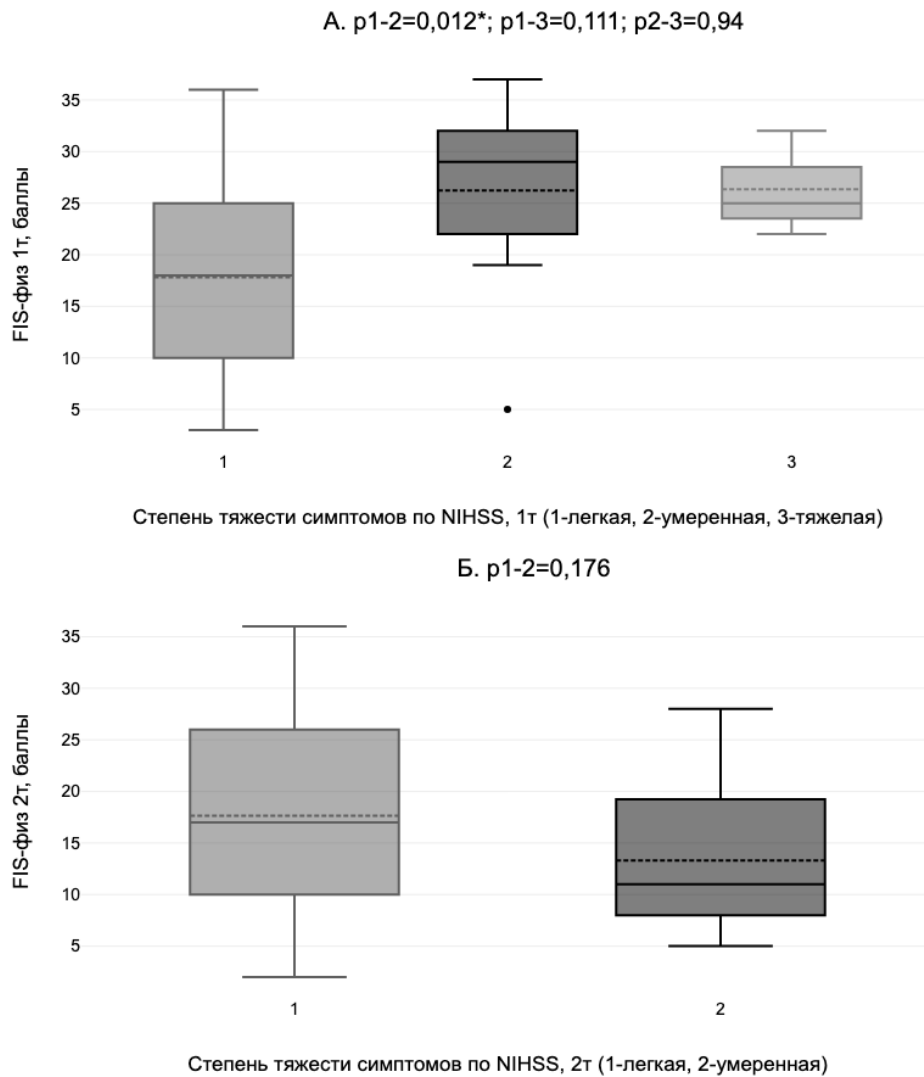 А. p1-2=0,012*; p1-3=0,111; p2-3=0,94
FIS-физ 1т, баллы
35
30
25
20
15
10
5
1 2 3
Степень тяжести симптомов по NIHSS, 1т (1-легкая, 2-умеренная, 3-тяжелая)
Б. p1-2=0,176
FIS-физ 2т, баллы
35
30
25
20
15
10
5
1 2
Степень тяжести симптомов по NIHSS, 2т (1-легкая, 2-умеренная)